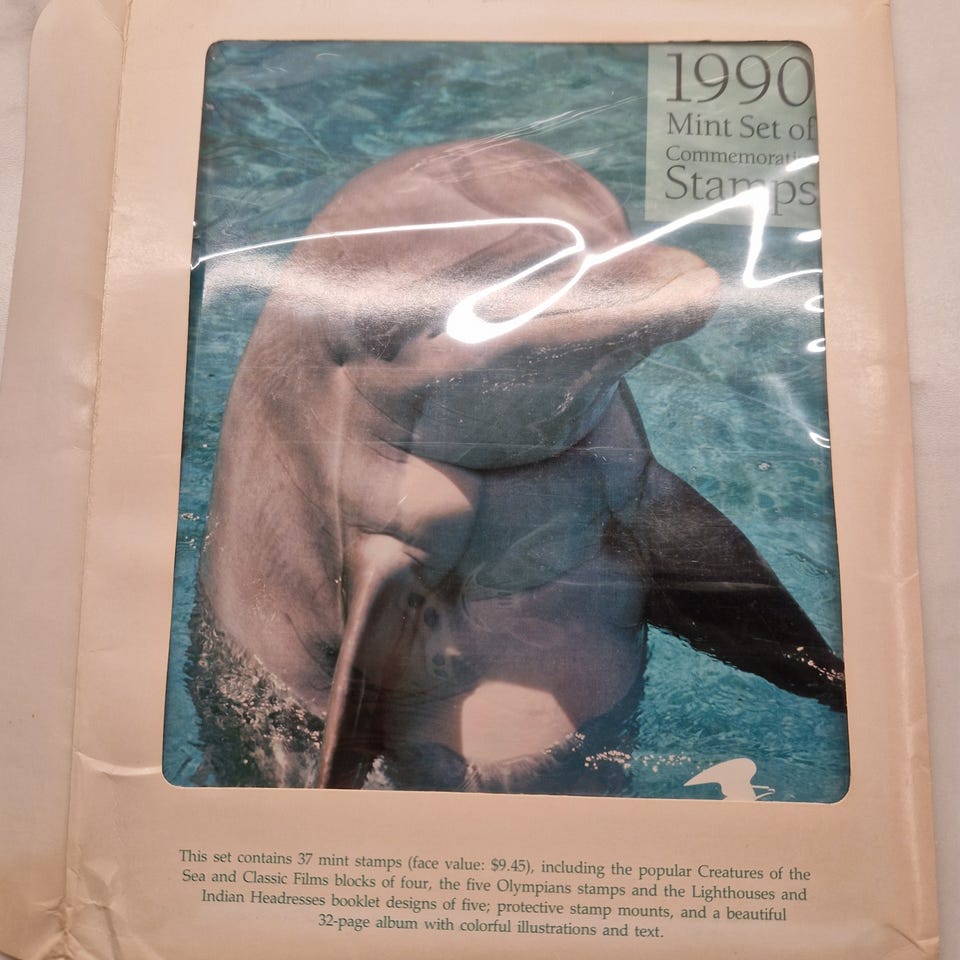 1990
Mint Set of
Commemorati
Stamps
This set contains 37 mint stamps (face value: $9.45), including the popular Creatures of the
Sea and Classic Films blocks of four, the five Olympians stamps and the Lighthouses and
Indian Headresses booklet designs of five; protective stamp mounts, and a beautiful
32-page album with colorful illustrations and text.